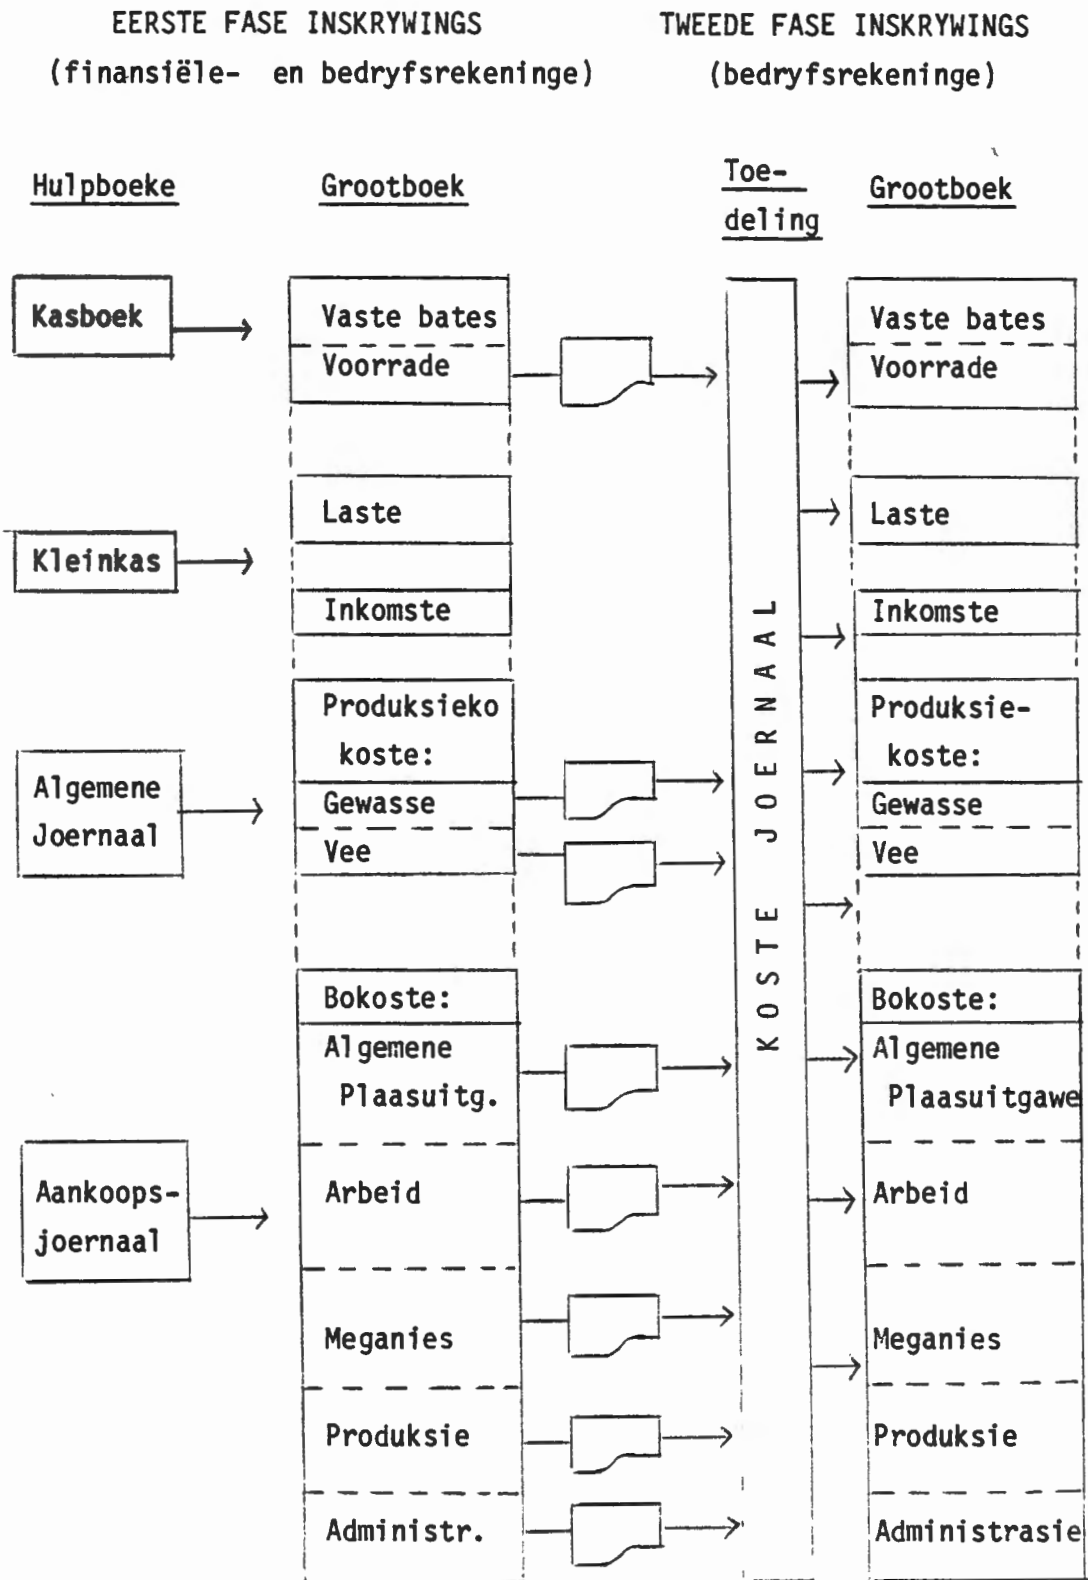 EERSTE FASE INSKRYWINGS
(finansiële- en bedryfsrekeninge)
TWEEDE FASE INSKRYWINGS
(bedryfsrekeninge)
Hulpboeke
Grootboek
Toe-
deling
Grootboek
Kasboek
Kleinkas
Algemene
Joernaal
Aankoops-
joernaal
Vaste bates
Voorrade
Laste
Inkomste
Produksieko
koste:
Gewasse
Vee
Bokoste:
Algemene
Plaasuitg.
Arbeid
Meganies
Produksie
Administr.
KOSTE JOERNAAL
Vaste bates
Voorrade
Laste
Inkomste
Produksie-
koste:
Gewasse
Vee
Bokoste:
Algemene
Plaasuitgawe
Arbeid
Meganies
Produksie
Administrasie